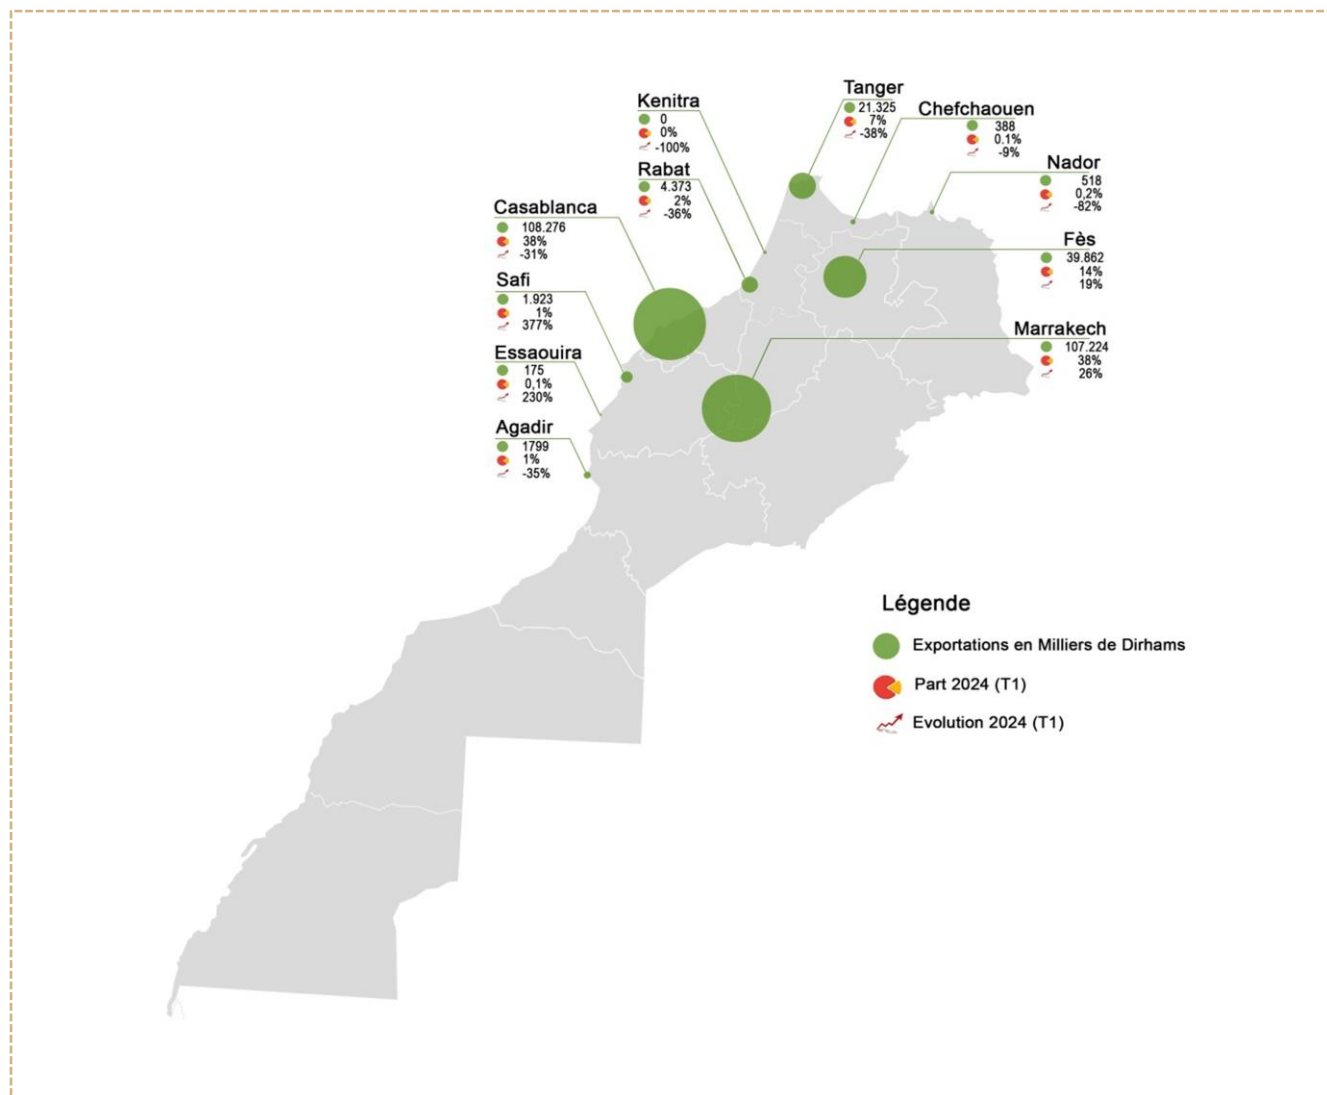 Tanger
21.325
7%
-38%
Kenitra
0
0%
-100%
Chefchaouen
388
0.1%
-9%
Rabat
4.373
2%
-36%
Nador
518
0,2%
-82%
Casablanca
108.276
38%
-31%
Fès
39.862
14%
19%
Safi
1.923
1%
377%
Marrakech
107.224
38%
26%
Essaouira
175
0,1%
230%
Agadir
1799
1%
-35%
Légende
Exportations en Milliers de Dirhams
Part 2024 (T1)
Evolution 2024 (T1)